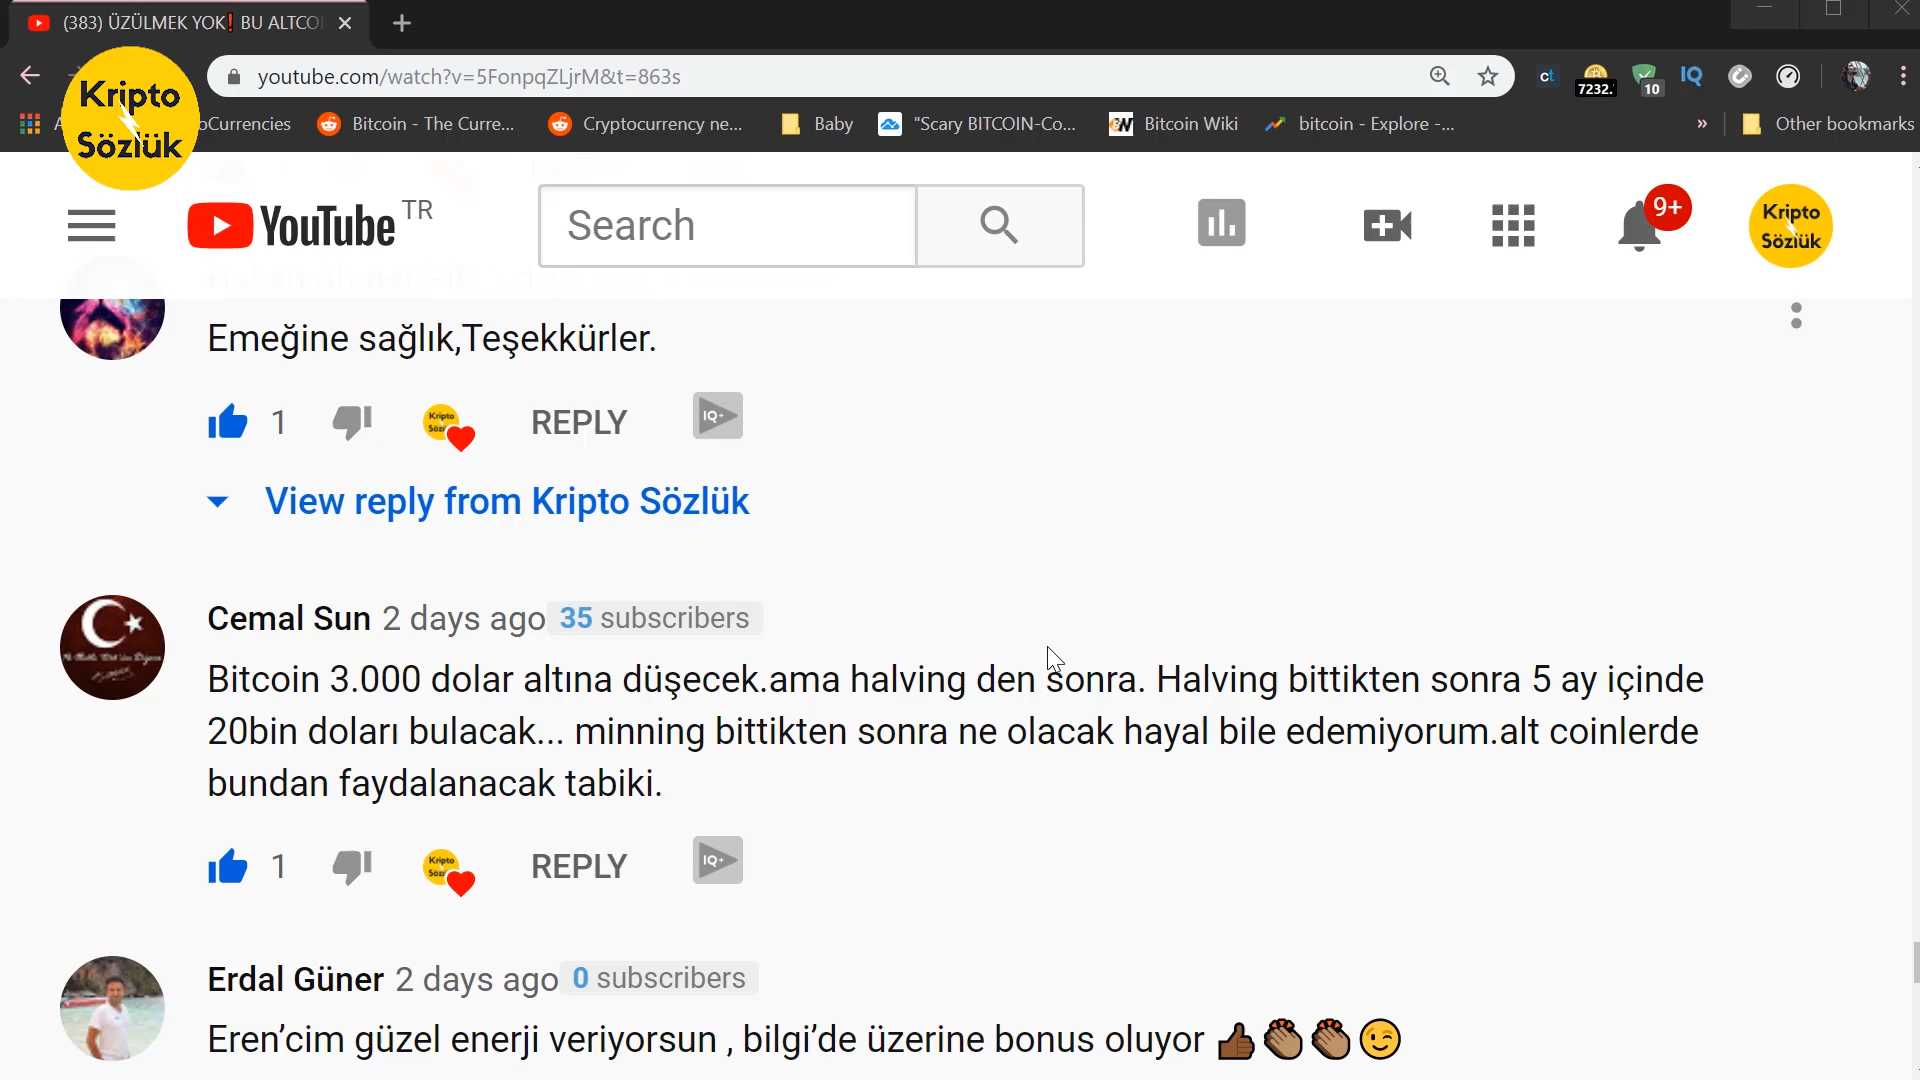 (383) ÜZÜLMEK YOK❗ BU ALTCO
youtube.com/watch?v=5FonpqZLjrM&t=863s
ct
7232.
10
IQ
Kripto
Sözlük
oCurrencies
Bitcoin - The Curre...
Cryptocurrency ne...
Baby
"Scary BITCOIN-Co...
Bitcoin Wiki
bitcoin - Explore -...
»
Other bookmarks
YouTube TR
Search
9+
Kripto
Sözlük
Emeğine sağlık,Teşekkürler.
1
REPLY
IQ+
View reply from Kripto Sözlük
Cemal Sun 2 days ago 35 subscribers
Bitcoin 3.000 dolar altına düşecek.ama halving den sonra. Halving bittikten sonra 5 ay içinde
20bin doları bulacak... minning bittikten sonra ne olacak hayal bile edemiyorum.alt coinlerde
bundan faydalanacak tabiki.
1
REPLY
IQ+
Erdal Güner 2 days ago 0 subscribers
Eren’cim güzel enerji veriyorsun , bilgi’de üzerine bonus oluyor 👍🏾👏🏽👏🏽😉